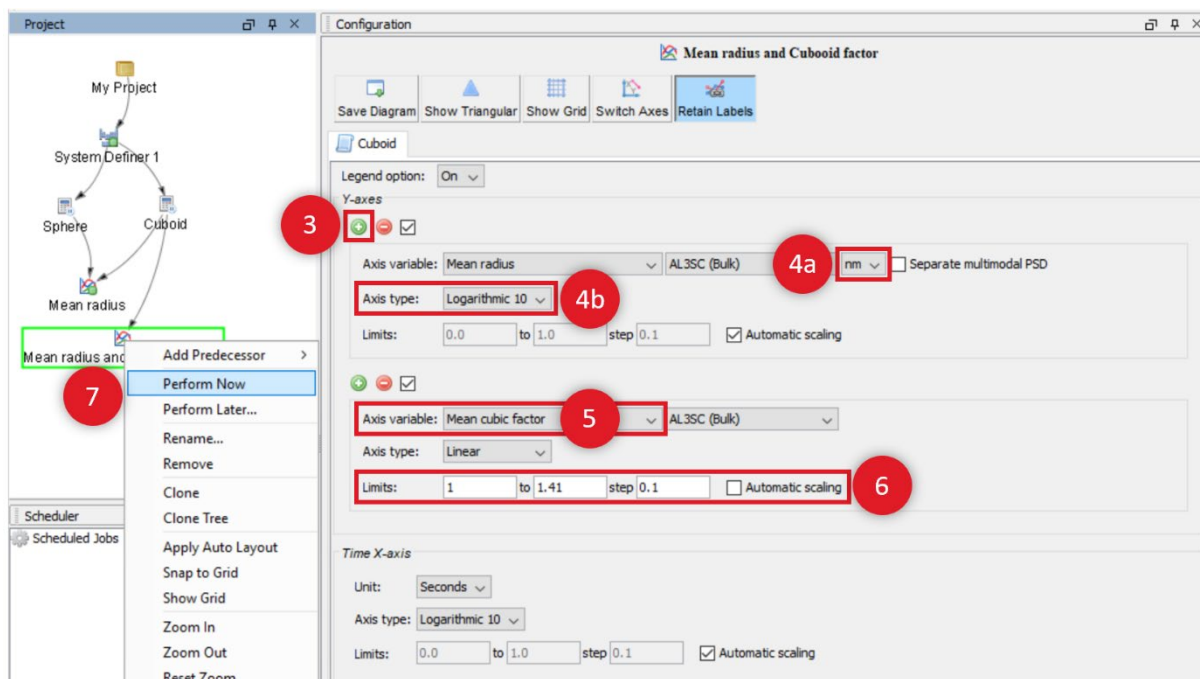 Project
My Project
System Definer 1
Sphere
Cuboid
Mean radius
Mean radius and
7
Add Predecessor >
Perform Now
Perform Later...
Rename...
Remove
Clone
Clone Tree
Apply Auto Layout
Snap to Grid
Show Grid
Zoom In
Zoom Out
Reset Zoom
Scheduler
Scheduled Jobs
Configuration
Mean radius and Cubooid factor
Save Diagram Show Triangular Show Grid Switch Axes Retain Labels
Cuboid
Legend option: On
Y-axes
3
Axis variable: Mean radius AL3SC (Bulk) 4a nm Separate multimodal PSD
Axis type: Logarithmic 10 4b
Limits: 0.0 to 1.0 step 0.1 Automatic scaling
Axis variable: Mean cubic factor 5 AL3SC (Bulk)
Axis type: Linear
Limits: 1 to 1.41 step 0.1 Automatic scaling 6
Time X-axis
Unit: Seconds
Axis type: Logarithmic 10
Limits: 0.0 to 1.0 step 0.1 Automatic scaling